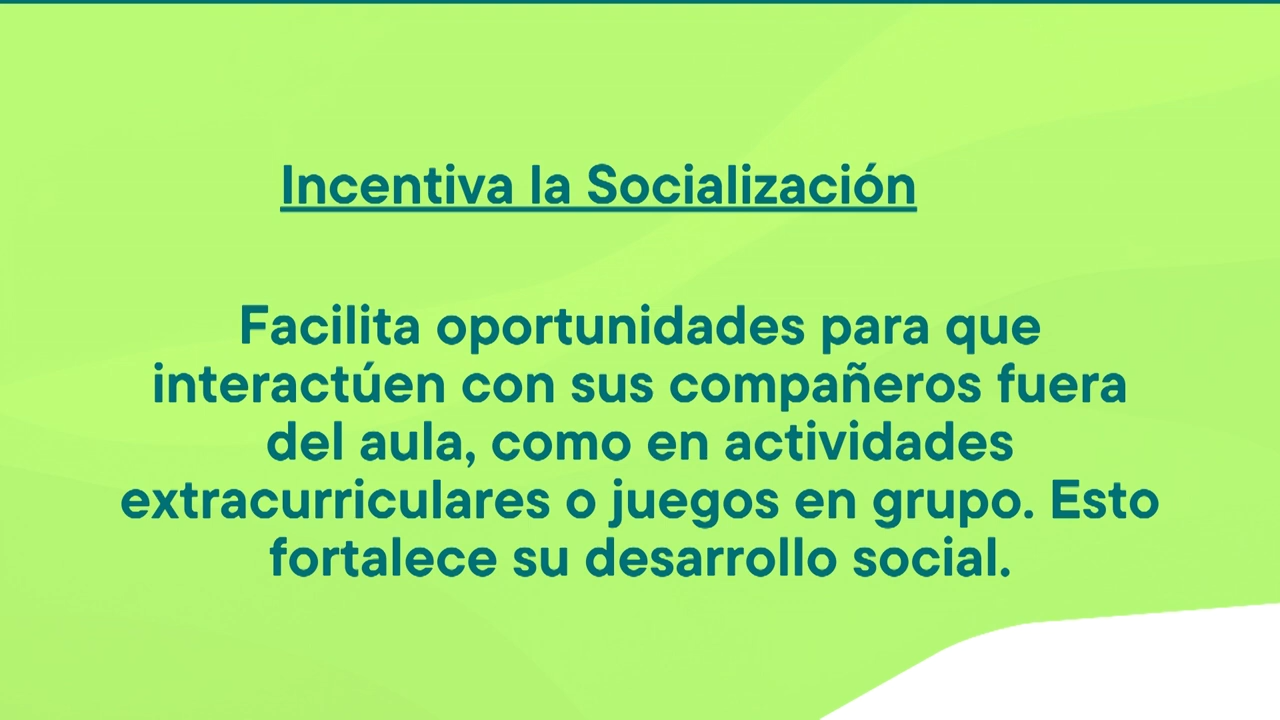 Incentiva la Socialización
Facilita oportunidades para que
interactúen con sus compañeros fuera
del aula, como en actividades
extracurriculares o juegos en grupo. Esto
fortalece su desarrollo social.